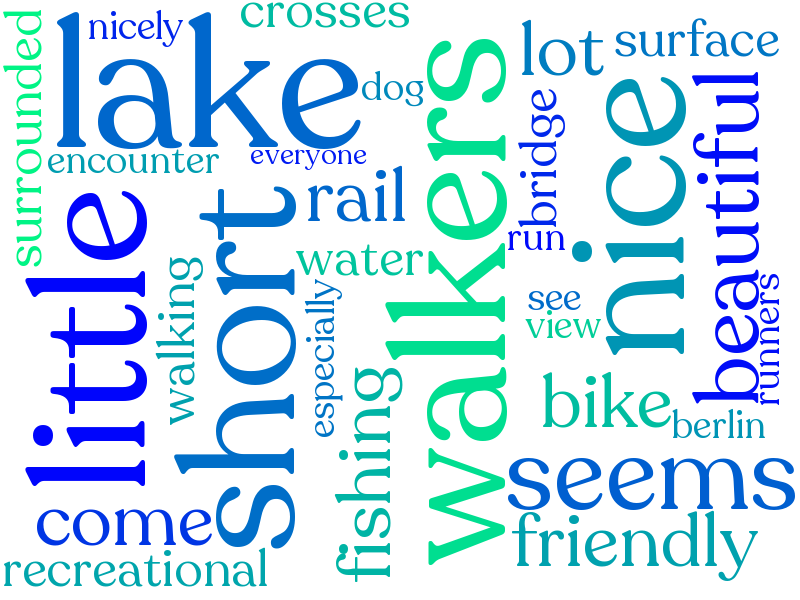 surrounded
nicely
crosses
lake
dog
encounter
everyone
lot
surface
walkers
bridge
nice
beautiful
little
short
rail
run
water
walking
especially
see
view
runners
fishing
bike
berlin
seems
come
friendly
recreational